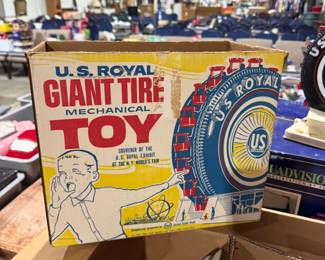 U.S. ROYAL
GIANT TIRE
MECHANICAL
TOY
SOUVENIR OF THE
U.S. ROYAL EXHIBIT
AT THE N.Y. WORLD'S FAIR
U.S. ROYAL
US